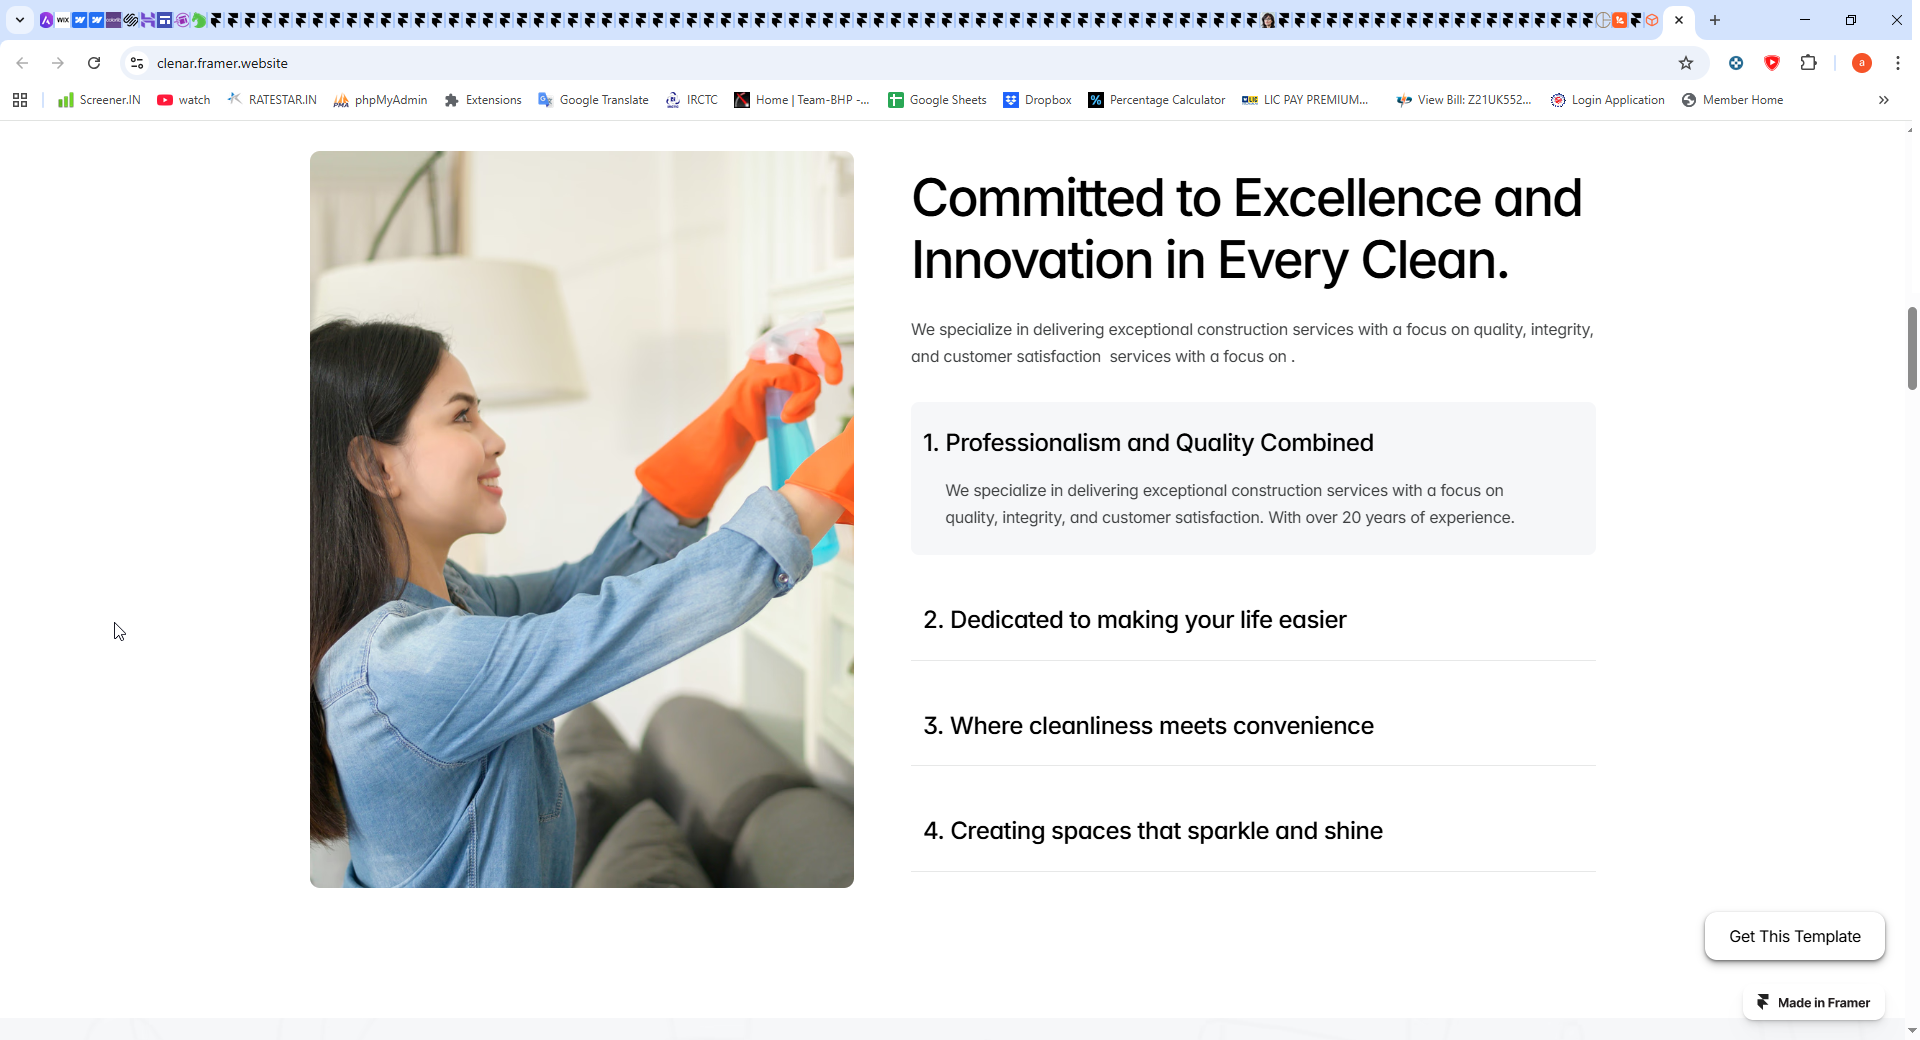 WIX
clenar.framer.website
a
Screener.IN
watch
RATESTAR.IN
phpMyAdmin
Extensions
Google Translate
IRCTC
Home | Team-BHP -...
Google Sheets
Dropbox
Percentage Calculator
LIC PAY PREMIUM...
View Bill: Z21UK552...
Login Application
Member Home
Committed to Excellence and
Innovation in Every Clean.
We specialize in delivering exceptional construction services with a focus on quality, integrity,
and customer satisfaction  services with a focus on .
1. Professionalism and Quality Combined
We specialize in delivering exceptional construction services with a focus on
quality, integrity, and customer satisfaction. With over 20 years of experience.
2. Dedicated to making your life easier
3. Where cleanliness meets convenience
4. Creating spaces that sparkle and shine
Get This Template
Made in Framer